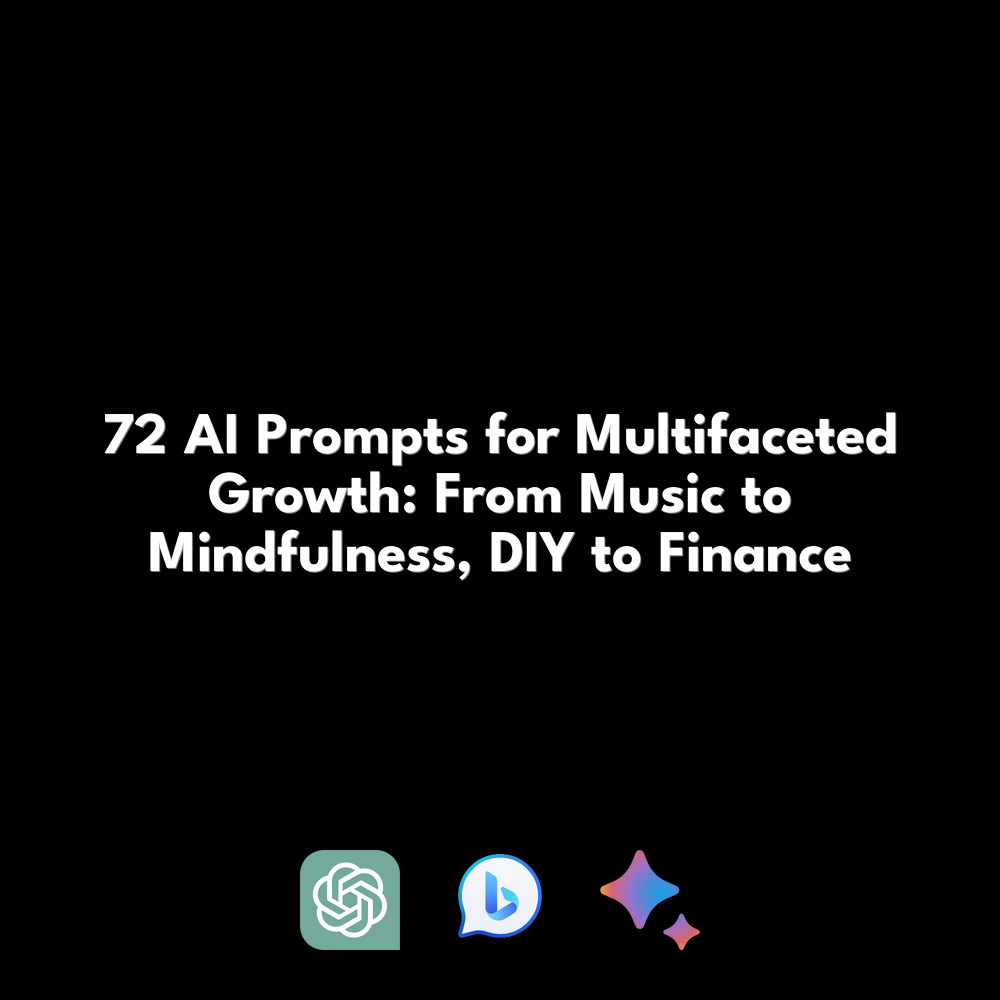 72 AI Prompts for Multifaceted
Growth: From Music to
Mindfulness, DIY to Finance